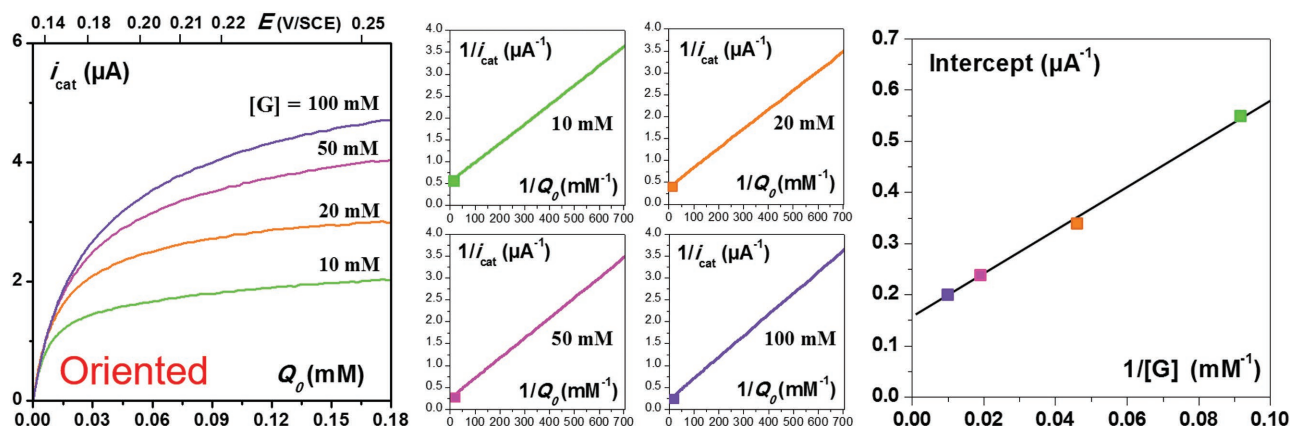 0.14 0.18 0.20 0.21 0.22 E (V/SCE) 0.25
6
i cat (µA)
[G] = 100 mM
50 mM
4
20 mM
2
10 mM
Oriented
Q0 (mM)
0
0.00 0.03 0.06 0.09 0.12 0.15 0.18
4.0
1/i cat (µA-1)
3.5
3.0
2.5
2.0
10 mM
1.5
1.0
1/Q0 (mM-1)
0.5
0.0
0 100 200 300 400 500 600 700
4.0
1/i cat (µA-1)
3.5
3.0
2.5
2.0
20 mM
1.5
1.0
1/Q0 (mM-1)
0.5
0.0
0 100 200 300 400 500 600 700
4.0
1/i cat (µA-1)
3.5
3.0
2.5
2.0
50 mM
1.5
1.0
1/Q0 (mM-1)
0.5
0.0
0 100 200 300 400 500 600 700
4.0
1/i cat (µA-1)
3.5
3.0
2.5
2.0
100 mM
1.5
1.0
1/Q0 (mM-1)
0.5
0.0
0 100 200 300 400 500 600 700
0.7
Intercept (µA-1)
0.6
0.5
0.4
0.3
0.2
0.1
1/[G] (mM-1)
0.0
0.00 0.02 0.04 0.06 0.08 0.10